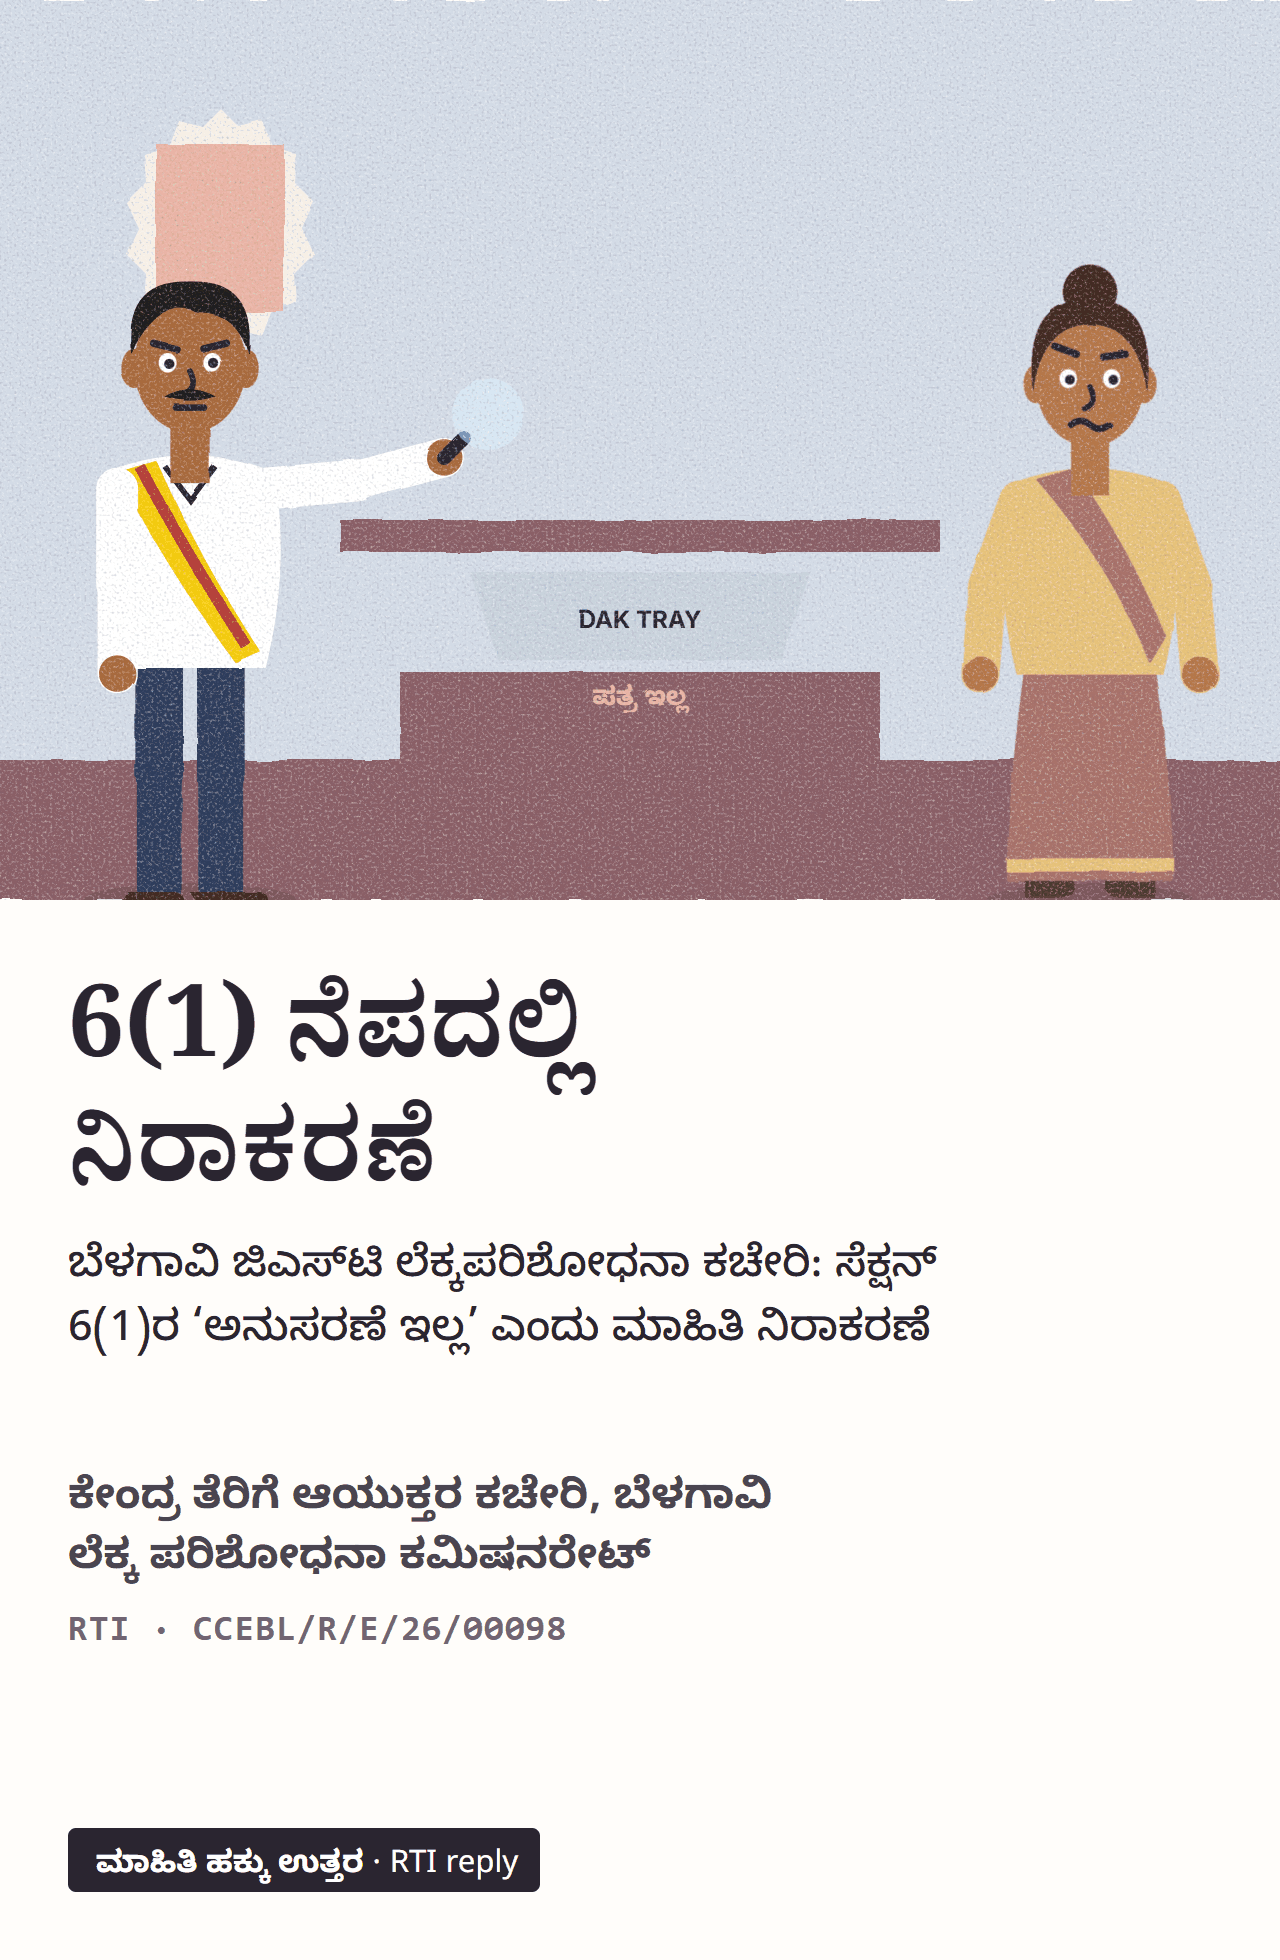 DAK TRAY
ಪತ್ರ ಇಲ್ಲ
6(1) ನೆಪದಲ್ಲಿ
ನಿರಾಕರಣೆ
ಬೆಳಗಾವಿ ಜಿಎಸ್‌ಟಿ ಲೆಕ್ಕಪರಿಶೋಧನಾ ಕಚೇರಿ: ಸೆಕ್ಷನ್
6(1)ರ ‘ಅನುಸರಣೆ ಇಲ್ಲ’ ಎಂದು ಮಾಹಿತಿ ನಿರಾಕರಣೆ
ಕೇಂದ್ರ ತೆರಿಗೆ ಆಯುಕ್ತರ ಕಚೇರಿ, ಬೆಳಗಾವಿ
ಲೆಕ್ಕ ಪರಿಶೋಧನಾ ಕಮಿಷನರೇಟ್
RTI · CCEBL/R/E/26/00098
ಮಾಹಿತಿ ಹಕ್ಕು ಉತ್ತರ · RTI reply